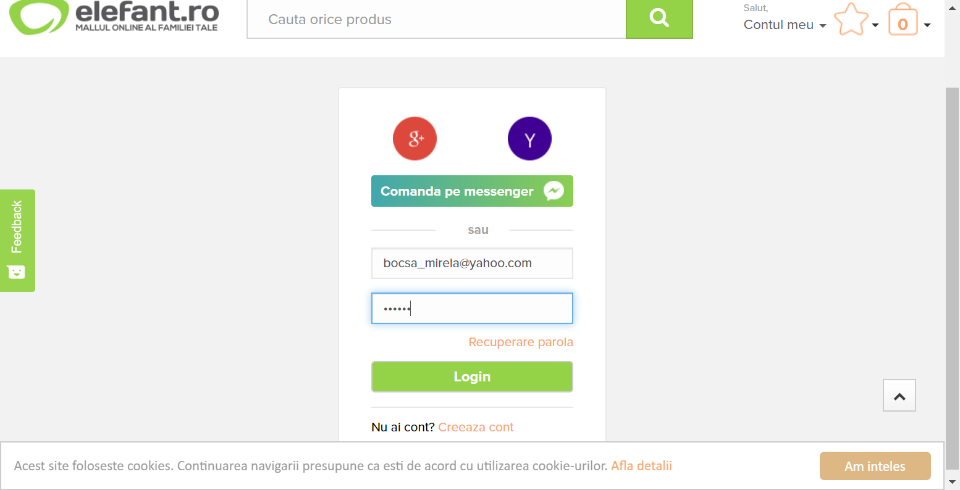 elefant.ro
MALLUL ONLINE AL FAMILIEI TALE
Cauta orice produs
Salut,
Contul meu
0
g+
Y
Comanda pe messenger
Feedback
sau
bocsa_mirela@yahoo.com
••••••
Recuperare parola
Login
Nu ai cont? Creeaza cont
Acest site foloseste cookies. Continuarea navigarii presupune ca esti de acord cu utilizarea cookie-urilor. Afla detalii
Am inteles